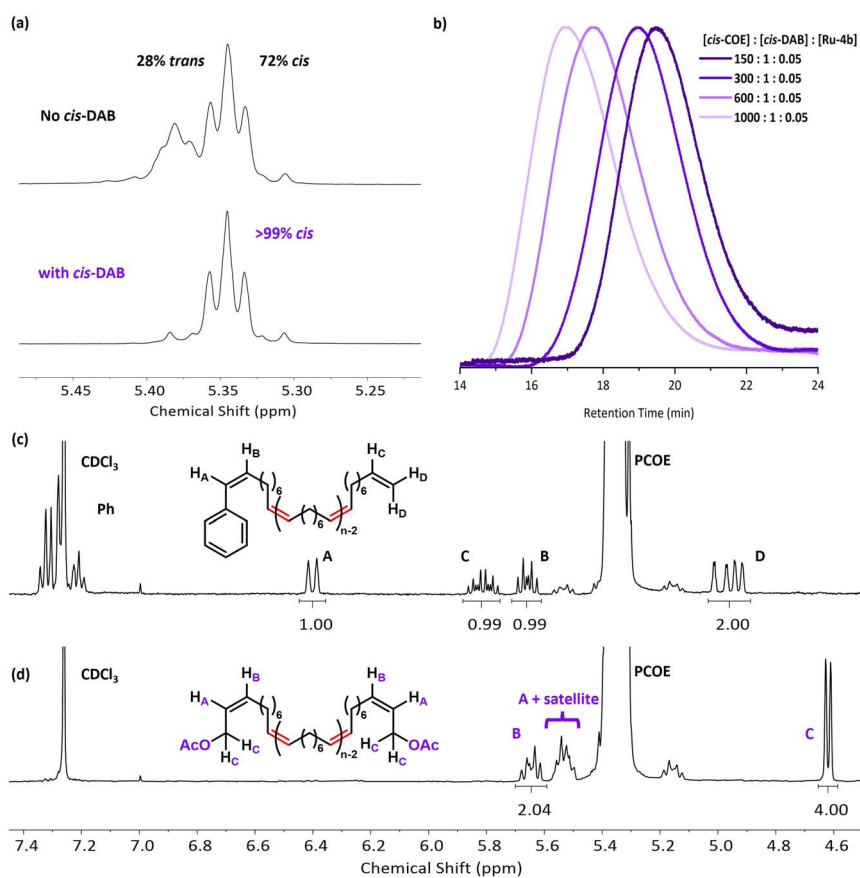 (a)
28% trans
72% cis
No cis-DAB
>99% cis
with cis-DAB
5.45
5.40
5.35
5.30
5.25
Chemical Shift (ppm)
b)
[cis-COE] : [cis-DAB] : [Ru-4b]
150 : 1 : 0.05
300 : 1 : 0.05
600 : 1 : 0.05
1000 : 1 : 0.05
14
16
18
20
22
24
Retention Time (min)
(c)
CDCl3
Ph
HA
HB
6
6
6
n-2
HC
HD
HD
PCOE
A
C
B
D
1.00
0.99
0.99
2.00
(d)
CDCl3
HA
HB
6
6
6
n-2
HB
HA
AcO
HC
HC
HC
HC
OAc
A + satellite
B
PCOE
C
2.04
4.00
7.4
7.2
7.0
6.8
6.6
6.4
6.2
6.0
5.8
5.6
5.4
5.2
5.0
4.8
4.6
Chemical Shift (ppm)